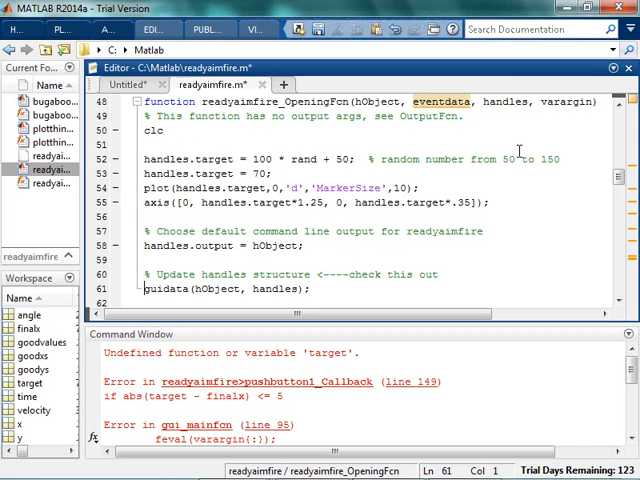 MATLAB R2014a - Trial Version
H... P... A... ED... PUBL... VI... Search Documentation
C: ▸ Matlab
Current Fo...
Editor - C:\Matlab\readyaimfire.m*
Name
Untitled* readyaimfire.m*
bugaboo...
bugaboo...
plotthin...
plotthin...
readyai...
readyai...
readyai...
48 function readyaimfire_OpeningFcn(hObject, eventdata, handles, varargin)
49 % This function has no output args, see OutputFcn.
50 - clc
51
52 - handles.target = 100 * rand + 50; % random number from 50 to 150
53 - handles.target = 70;
54 - plot(handles.target,0,'d','MarkerSize',10);
55 - axis([0, handles.target*1.25, 0, handles.target*.35]);
56
57 % Choose default command line output for readyaimfire
58 - handles.output = hObject;
59
60 % Update handles structure <----check this out
61 - guidata(hObject, handles);
62
readyaimfire...
Workspace
Name
angle
finalx
goodvalues
goodxs
goodys
target
time
velocity
x
y
Command Window
Undefined function or variable 'target'.
Error in readyaimfire>pushbutton1_Callback (line 149)
if abs(target - finalx) <= 5
Error in gui_mainfcn (line 95)
feval(varargin{:});
fx
readyaimfire / readyaimfire_OpeningFcn Ln 61 Col 1 Trial Days Remaining: 123